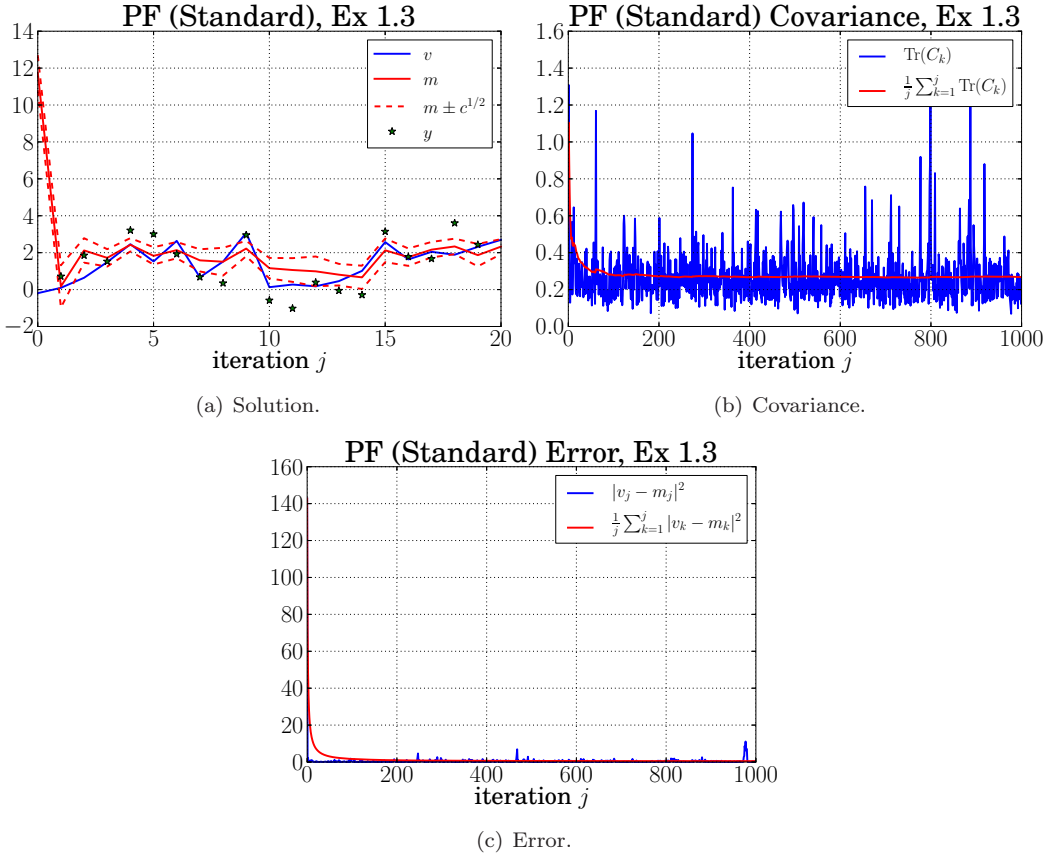 PF (Standard), Ex 1.3
14
12
10
8
6
4
2
0
−2
v
m
m ± c^{1/2}
y
0 5 10 15 20
iteration j
(a) Solution.
PF (Standard) Covariance, Ex 1.3
1.6
1.4
1.2
1.0
0.8
0.6
0.4
0.2
0.0
Tr(C_k)
\frac{1}{j} \sum_{k=1}^{j} Tr(C_k)
0 200 400 600 800 1000
iteration j
(b) Covariance.
PF (Standard) Error, Ex 1.3
160
140
120
100
80
60
40
20
0
|v_j − m_j|^2
\frac{1}{j} \sum_{k=1}^{j} |v_k − m_k|^2
0 200 400 600 800 1000
iteration j
(c) Error.